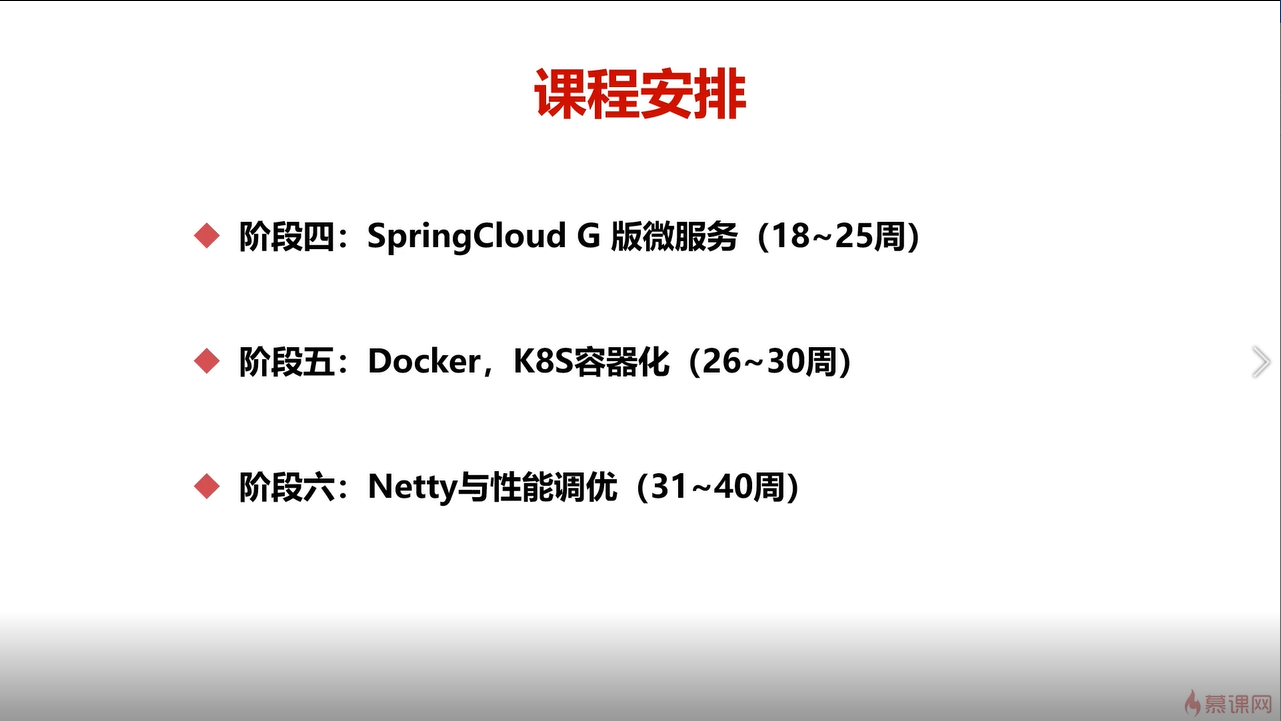 课程安排
阶段四：SpringCloud G 版微服务（18~25周）
阶段五：Docker，K8S容器化（26~30周）
阶段六：Netty与性能调优（31~40周）
慕课网